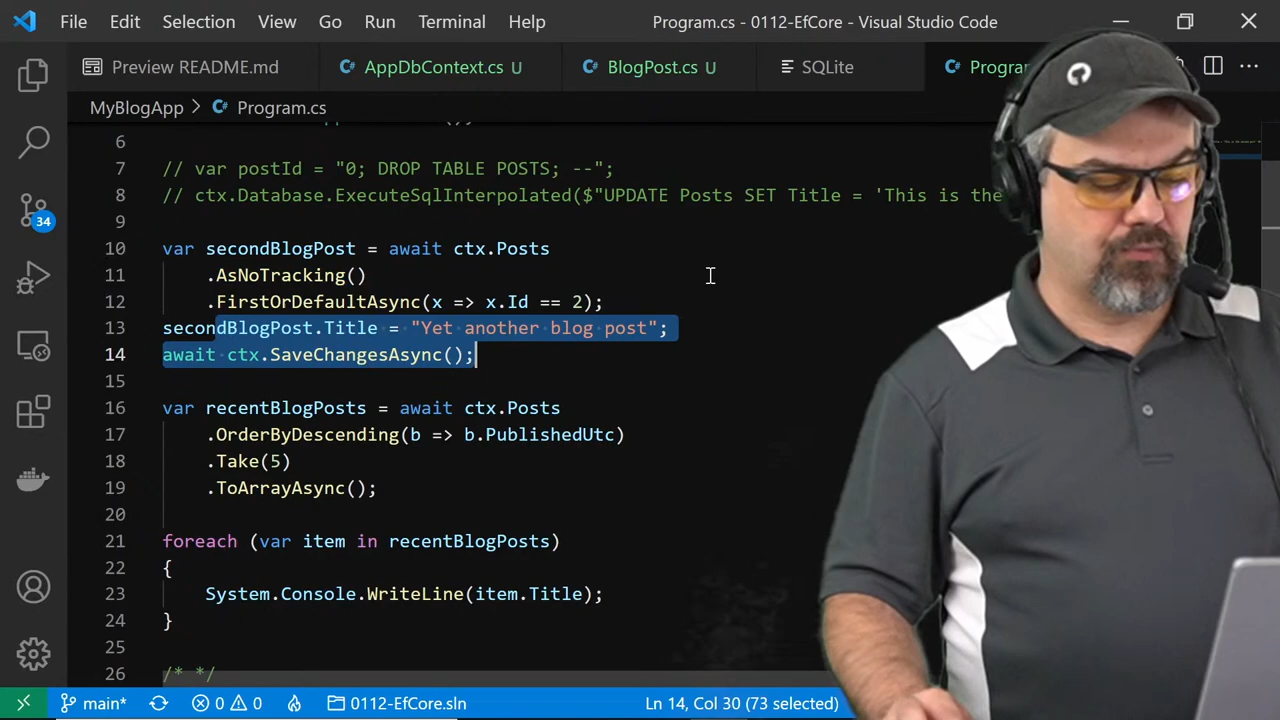 File Edit Selection View Go Run Terminal Help Program.cs - 0112-EfCore - Visual Studio Code
Preview README.md AppDbContext.cs U BlogPost.cs U SQLite
MyBlogApp > Program.cs
6
7 // var postId = "0; DROP TABLE POSTS; --";
8 // ctx.Database.ExecuteSqlInterpolated($"UPDATE Posts SET Title = 'This is the
9
10 var secondBlogPost = await ctx.Posts
11 .AsNoTracking()
12 .FirstOrDefaultAsync(x => x.Id == 2);
13 secondBlogPost.Title = "Yet another blog post";
14 await ctx.SaveChangesAsync();
15
16 var recentBlogPosts = await ctx.Posts
17 .OrderByDescending(b => b.PublishedUtc)
18 .Take(5)
19 .ToArrayAsync();
20
21 foreach (var item in recentBlogPosts)
22 {
23 System.Console.WriteLine(item.Title);
24 }
25
26 /* */
34
main* 0 0 0112-EfCore.sln Ln 14, Col 30 (73 selected)